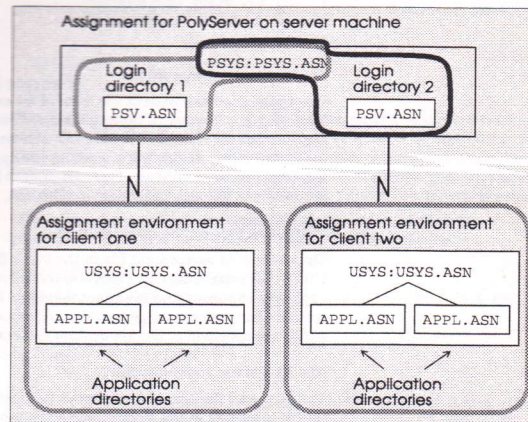 Assignment for PolyServer on server machine
PSYS:PSYS.ASN
Login
directory 1
PSV.ASN
Login
directory 2
PSV.ASN
Assignment environment
for client one
USYS:USYS.ASN
APPL.ASN APPL.ASN
Application
directories
Assignment environment
for client two
USYS:USYS.ASN
APPL.ASN APPL.ASN
Application
directories